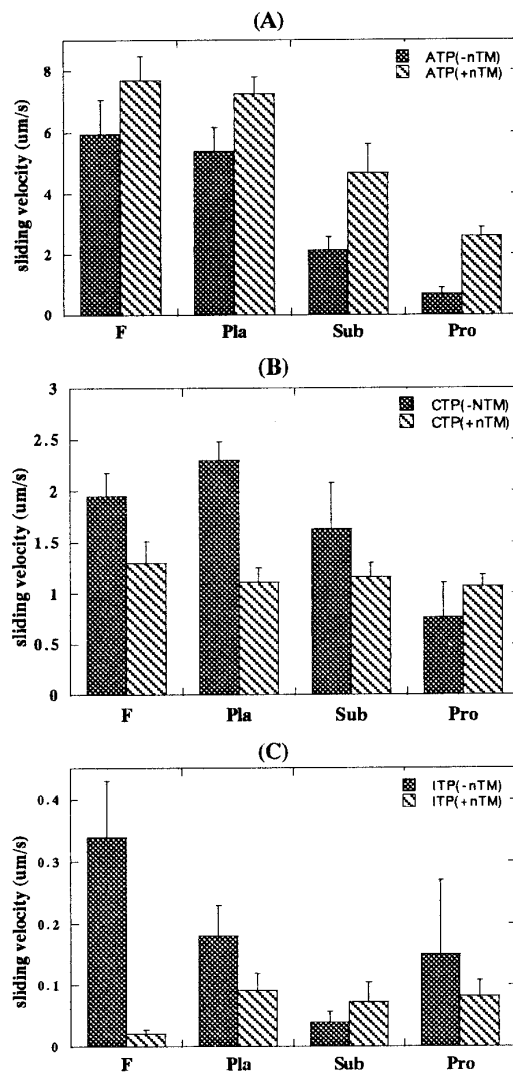 (A)
sliding velocity (um/s)
8
6
4
2
0
ATP(-nTM)
ATP(+nTM)
F Pla Sub Pro
(B)
sliding velocity (um/s)
3
2.5
2
1.5
1
0.5
0
CTP(-NTM)
CTP(+nTM)
F Pla Sub Pro
(C)
sliding velocity (um/s)
0.4
0.3
0.2
0.1
0
ITP(-nTM)
ITP(+nTM)
F Pla Sub Pro